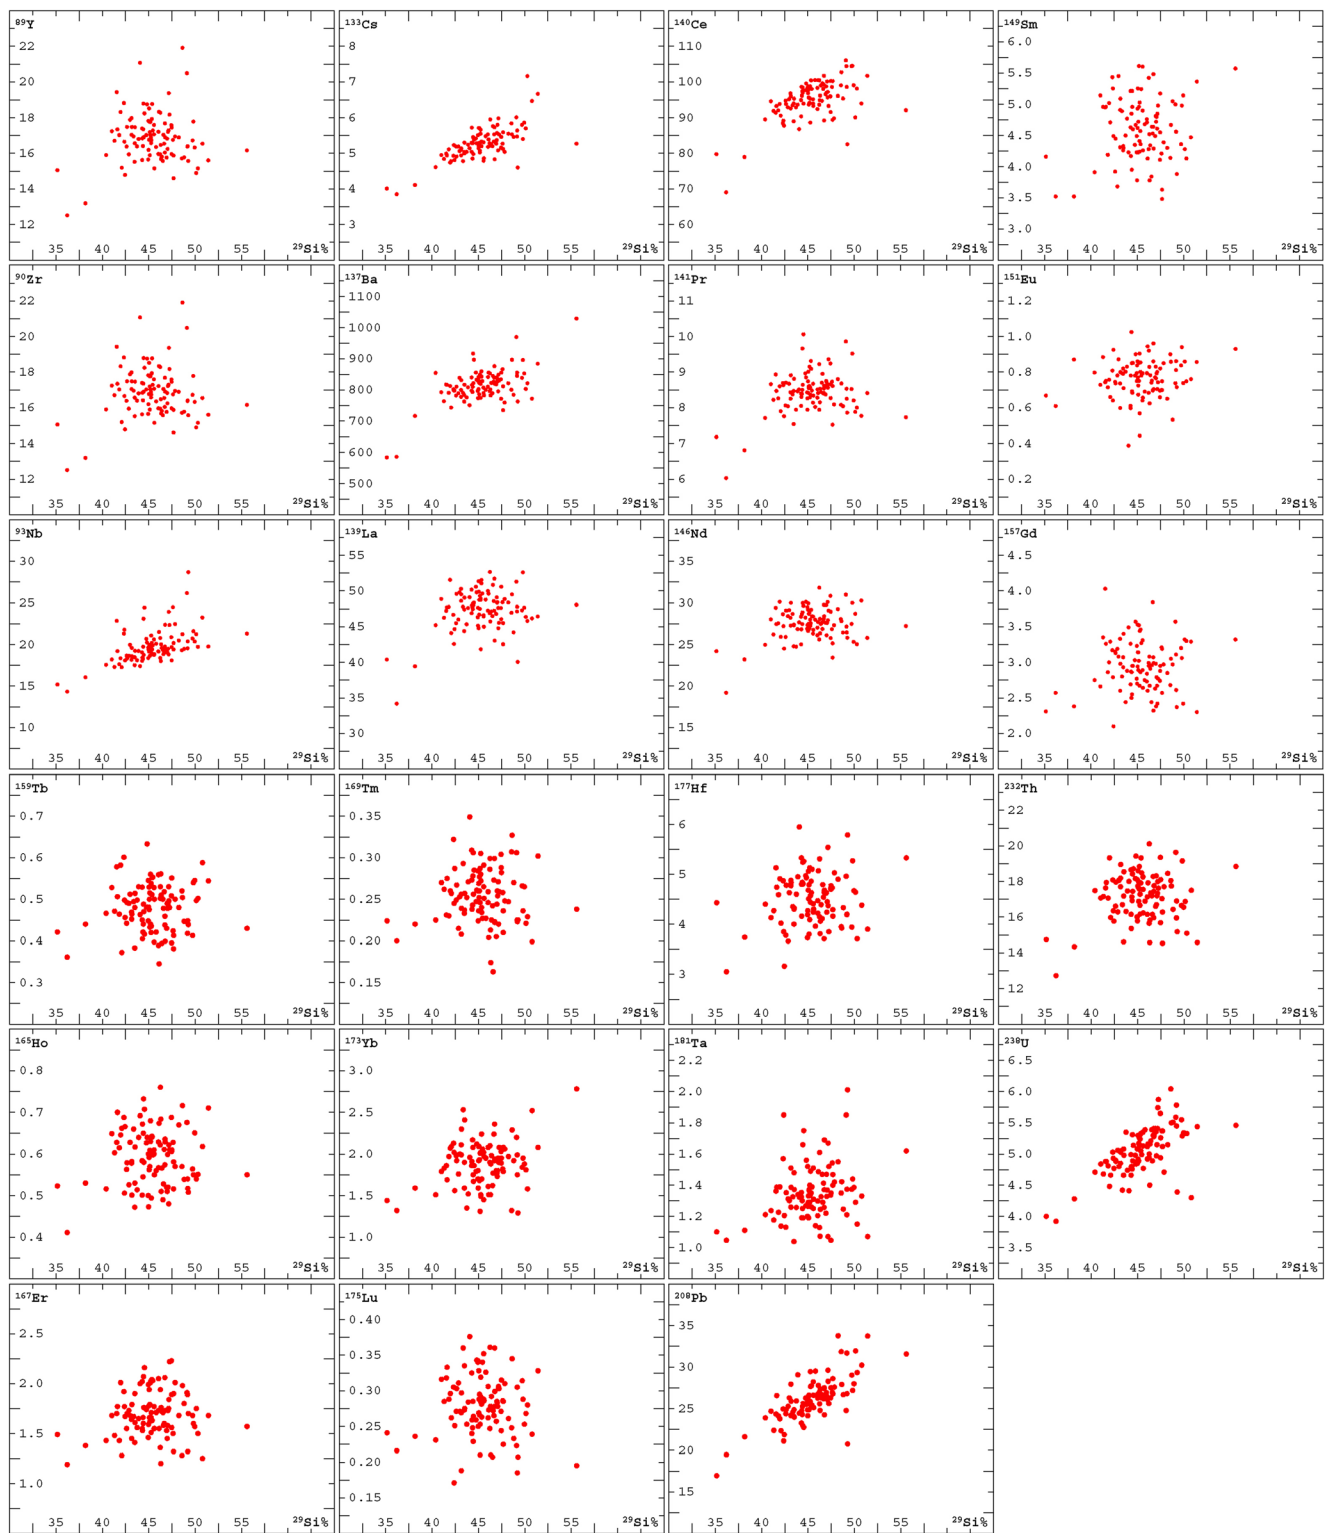 ⁸⁹Y
22
20
18
16
14
12
35 40 45 50 55 ²⁹Si%
¹³³Cs
8
7
6
5
4
3
35 40 45 50 55 ²⁹Si%
¹⁴⁰Ce
110
100
90
80
70
60
35 40 45 50 55 ²⁹Si%
¹⁴⁹Sm
6.0
5.5
5.0
4.5
4.0
3.5
3.0
35 40 45 50 55 ²⁹Si%
⁹⁰Zr
22
20
18
16
14
12
35 40 45 50 55 ²⁹Si%
¹³⁷Ba
1100
1000
900
800
700
600
500
35 40 45 50 55 ²⁹Si%
¹⁴¹Pr
11
10
9
8
7
6
35 40 45 50 55 ²⁹Si%
¹⁵¹Eu
1.2
1.0
0.8
0.6
0.4
0.2
35 40 45 50 55 ²⁹Si%
⁹³Nb
30
25
20
15
10
35 40 45 50 55 ²⁹Si%
¹³⁹La
55
50
45
40
35
30
35 40 45 50 55 ²⁹Si%
¹⁴⁶Nd
35
30
25
20
15
35 40 45 50 55 ²⁹Si%
¹⁵⁷Gd
4.5
4.0
3.5
3.0
2.5
2.0
35 40 45 50 55 ²⁹Si%
¹⁵⁹Tb
0.7
0.6
0.5
0.4
0.3
35 40 45 50 55 ²⁹Si%
¹⁶⁹Tm
0.35
0.30
0.25
0.20
0.15
35 40 45 50 55 ²⁹Si%
¹⁷⁷Hf
6
5
4
3
35 40 45 50 55 ²⁹Si%
²³²Th
22
20
18
16
14
12
35 40 45 50 55 ²⁹Si%
¹⁶⁵Ho
0.8
0.7
0.6
0.5
0.4
35 40 45 50 55 ²⁹Si%
¹⁷³Yb
3.0
2.5
2.0
1.5
1.0
35 40 45 50 55 ²⁹Si%
¹⁸¹Ta
2.2
2.0
1.8
1.6
1.4
1.2
1.0
35 40 45 50 55 ²⁹Si%
²³⁸U
6.5
6.0
5.5
5.0
4.5
4.0
3.5
35 40 45 50 55 ²⁹Si%
¹⁶⁷Er
2.5
2.0
1.5
1.0
35 40 45 50 55 ²⁹Si%
¹⁷⁵Lu
0.40
0.35
0.30
0.25
0.20
0.15
35 40 45 50 55 ²⁹Si%
²⁰⁸Pb
35
30
25
20
15
35 40 45 50 55 ²⁹Si%